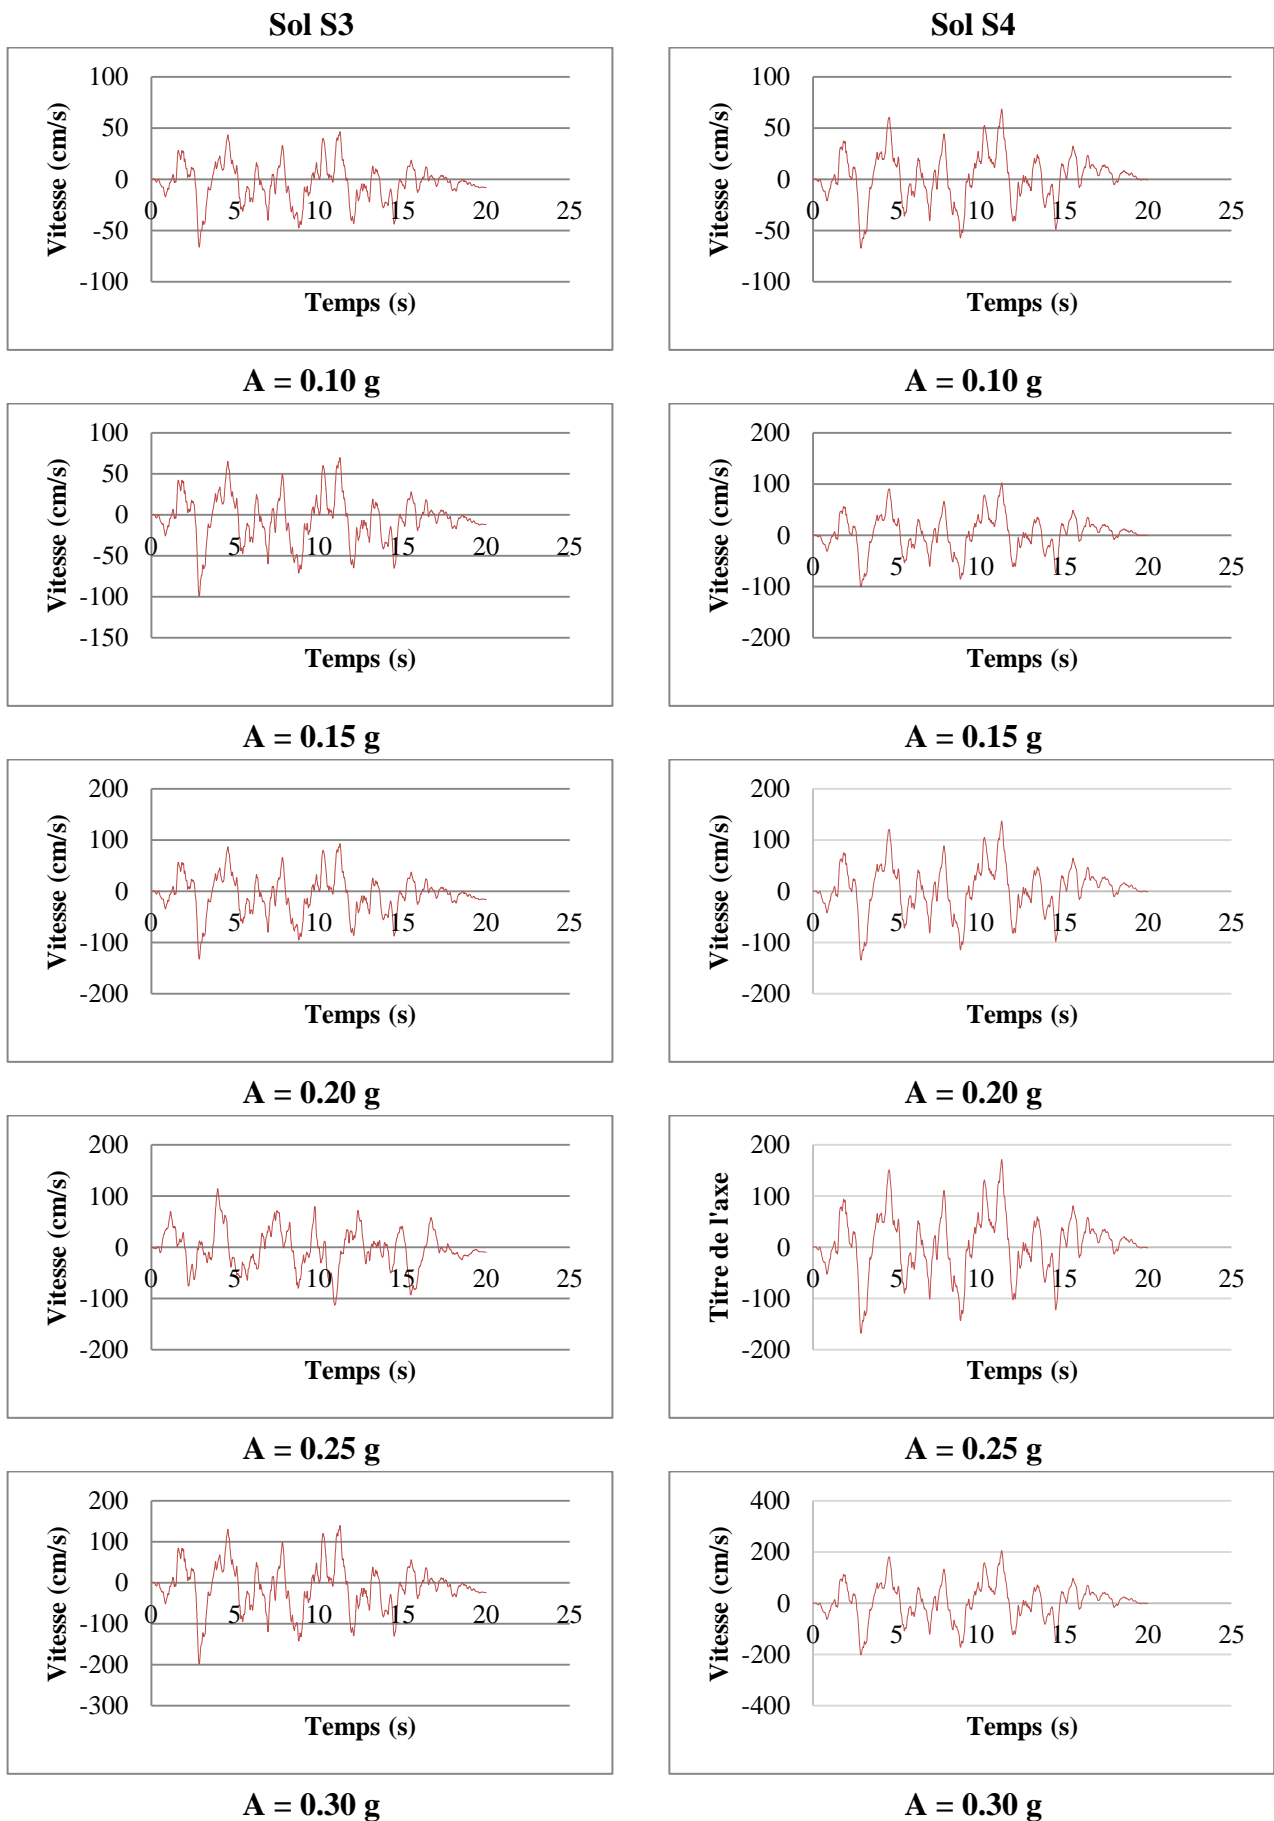 Sol S3
Sol S4
100
50
0
-50
-100
0 5 10 15 20 25
Vitesse (cm/s)
Temps (s)
100
50
0
-50
-100
0 5 10 15 20 25
Vitesse (cm/s)
Temps (s)
A = 0.10 g
A = 0.10 g
100
50
0
-50
-100
-150
0 5 10 15 20 25
Vitesse (cm/s)
Temps (s)
200
100
0
-100
-200
0 5 10 15 20 25
Vitesse (cm/s)
Temps (s)
A = 0.15 g
A = 0.15 g
200
100
0
-100
-200
0 5 10 15 20 25
Vitesse (cm/s)
Temps (s)
200
100
0
-100
-200
0 5 10 15 20 25
Vitesse (cm/s)
Temps (s)
A = 0.20 g
A = 0.20 g
200
100
0
-100
-200
0 5 10 15 20 25
Vitesse (cm/s)
Temps (s)
200
100
0
-100
-200
0 5 10 15 20 25
Titre de l'axe
Temps (s)
A = 0.25 g
A = 0.25 g
200
100
0
-100
-200
-300
0 5 10 15 20 25
Vitesse (cm/s)
Temps (s)
400
200
0
-200
-400
0 5 10 15 20 25
Vitesse (cm/s)
Temps (s)
A = 0.30 g
A = 0.30 g